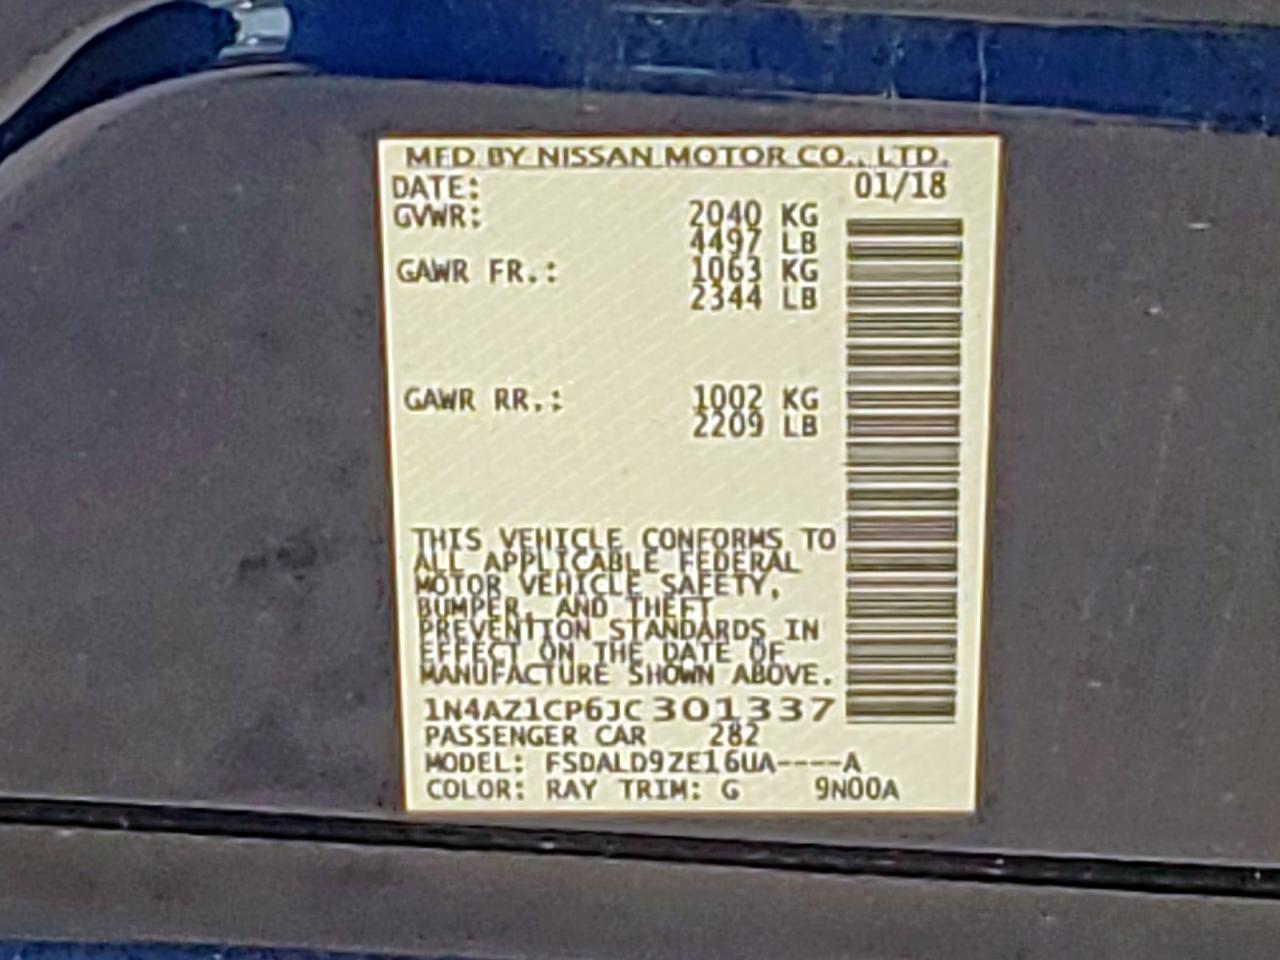 MFD BY NISSAN MOTOR CO., LTD.
DATE: 01/18
GVWR: 2040 KG
4497 LB
GAWR FR.: 1063 KG
2344 LB
GAWR RR.: 1002 KG
2209 LB
THIS VEHICLE CONFORMS TO
ALL APPLICABLE FEDERAL
MOTOR VEHICLE SAFETY,
BUMPER, AND THEFT
PREVENTION STANDARDS IN
EFFECT ON THE DATE OF
MANUFACTURE SHOWN ABOVE.
1N4AZ1CP6JC301337
PASSENGER CAR 282
MODEL: FSDALD9ZE16UA----A
COLOR: RAY TRIM: G 9N00A